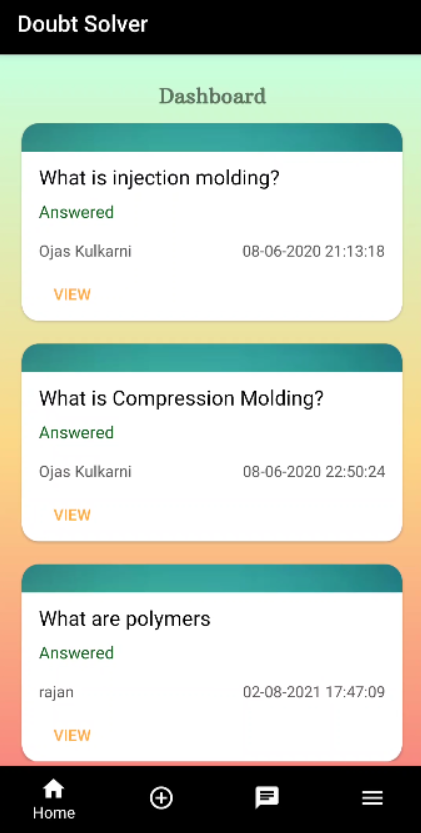 Doubt Solver
Dashboard
What is injection molding?
Answered
Ojas Kulkarni 08-06-2020 21:13:18
VIEW
What is Compression Molding?
Answered
Ojas Kulkarni 08-06-2020 22:50:24
VIEW
What are polymers
Answered
rajan 02-08-2021 17:47:09
VIEW
Home